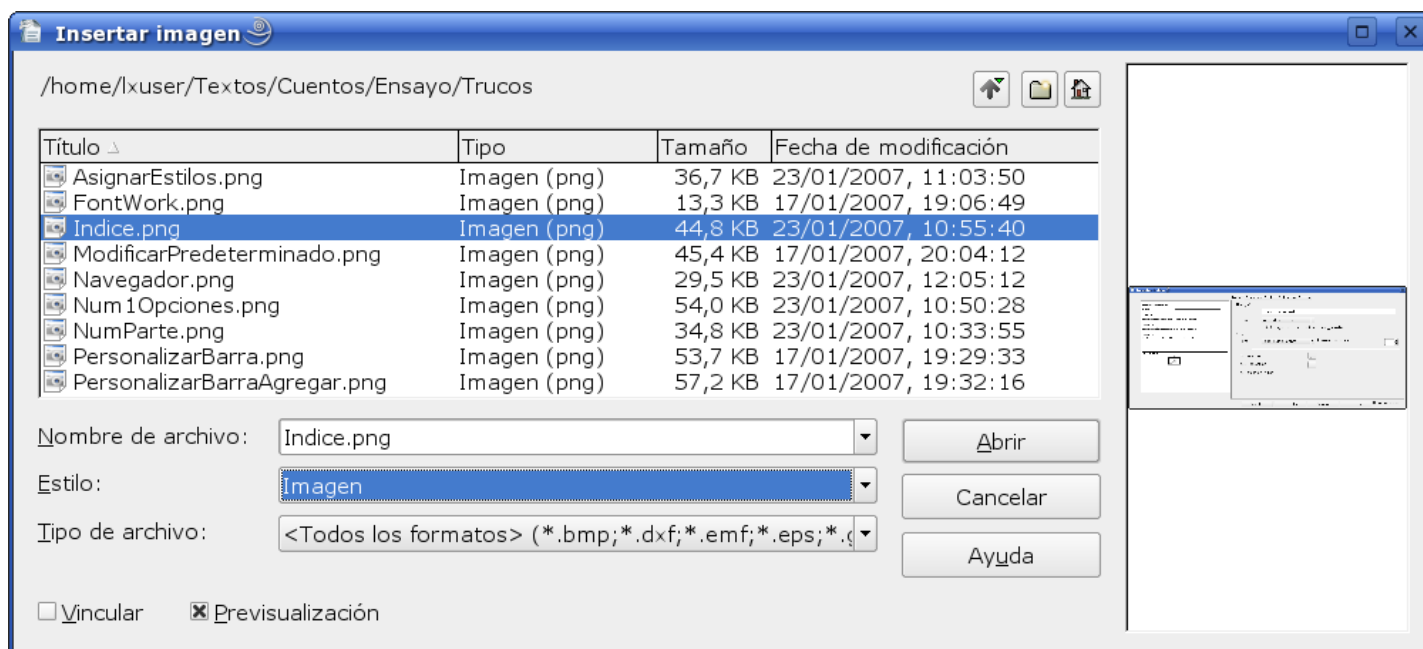 Insertar imagen
/home/lxuser/Textos/Cuentos/Ensayo/Trucos
Título Tipo Tamaño Fecha de modificación
AsignarEstilos.png Imagen (png) 36,7 KB 23/01/2007, 11:03:50
FontWork.png Imagen (png) 13,3 KB 17/01/2007, 19:06:49
Indice.png Imagen (png) 44,8 KB 23/01/2007, 10:55:40
ModificarPredeterminado.png Imagen (png) 45,4 KB 17/01/2007, 20:04:12
Navegador.png Imagen (png) 29,5 KB 23/01/2007, 12:05:12
Num1Opciones.png Imagen (png) 54,0 KB 23/01/2007, 10:50:28
NumParte.png Imagen (png) 34,8 KB 23/01/2007, 10:33:55
PersonalizarBarra.png Imagen (png) 53,7 KB 17/01/2007, 19:29:33
PersonalizarBarraAgregar.png Imagen (png) 57,2 KB 17/01/2007, 19:32:16
Nombre de archivo: Indice.png Abrir
Estilo: Imagen Cancelar
Tipo de archivo: <Todos los formatos> (*.bmp;*.dxf;*.emf;*.eps;*. Ayuda
Vincular Previsualización